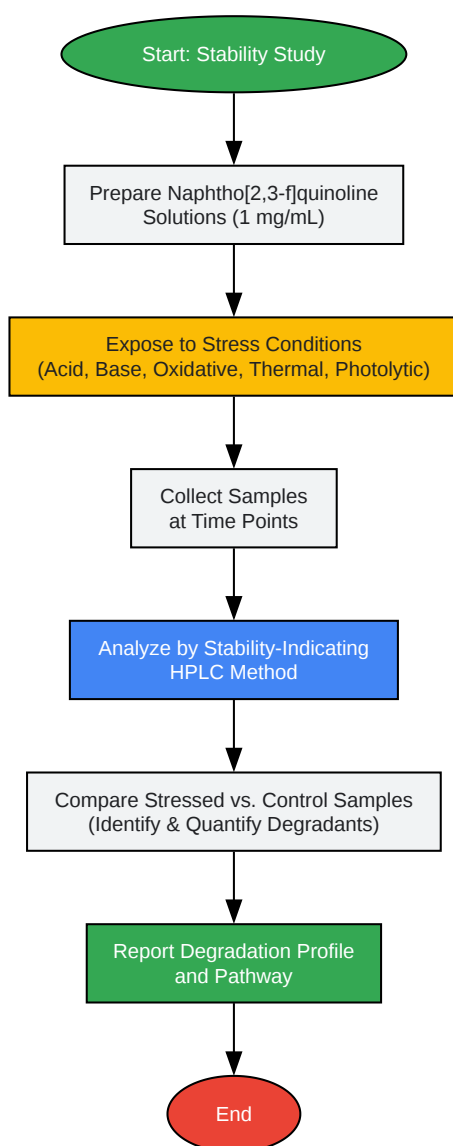 Start: Stability Study
Prepare Naphtho[2,3-f]quinoline
Solutions (1 mg/mL)
Expose to Stress Conditions
(Acid, Base, Oxidative, Thermal, Photolytic)
Collect Samples
at Time Points
Analyze by Stability-Indicating
HPLC Method
Compare Stressed vs. Control Samples
(Identify & Quantify Degradants)
Report Degradation Profile
and Pathway
End